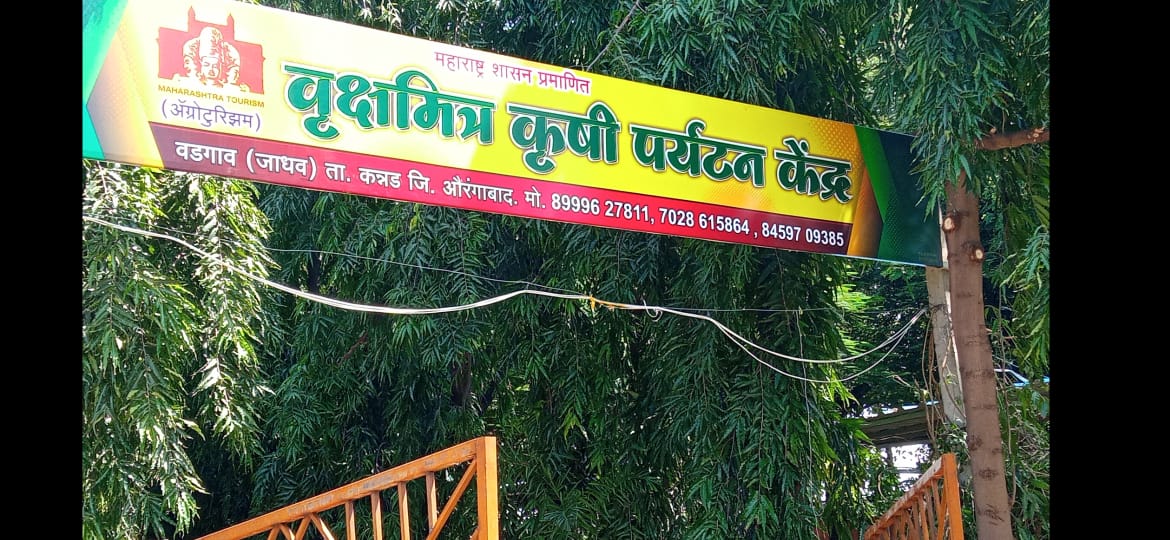 महाराष्ट्र शासन प्रमाणित
MAHARASHTRA TOURISM
(ॲग्रोटुरिझम)
वृक्षमित्र कृषी पर्यटन केंद्र
वडगाव (जाधव) ता. कन्नड जि. औरंगाबाद. मो. 89996 27811, 7028 615864 , 84597 09385